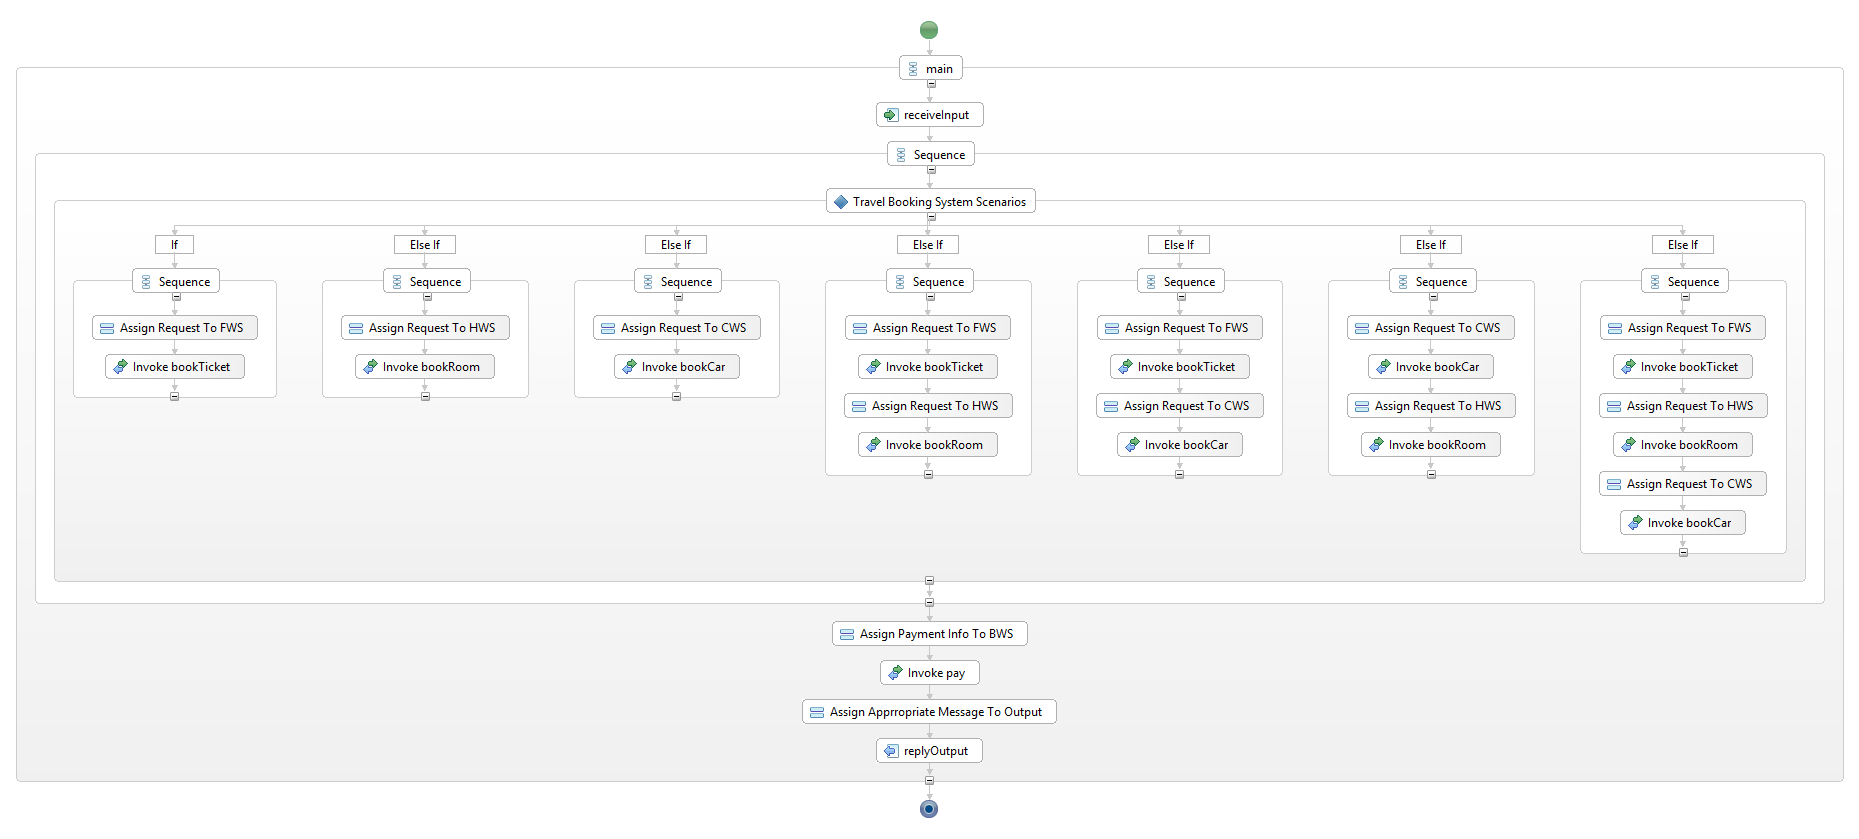 main
receiveInput
Sequence
Travel Booking System Scenarios
If
Else If
Else If
Else If
Else If
Else If
Else If
Sequence
Sequence
Sequence
Sequence
Sequence
Sequence
Sequence
Assign Request To FWS
Assign Request To HWS
Assign Request To CWS
Assign Request To FWS
Assign Request To FWS
Assign Request To CWS
Assign Request To FWS
Invoke bookTicket
Invoke bookRoom
Invoke bookCar
Invoke bookTicket
Invoke bookTicket
Invoke bookCar
Invoke bookTicket
Assign Request To HWS
Assign Request To CWS
Assign Request To HWS
Assign Request To HWS
Invoke bookRoom
Invoke bookCar
Invoke bookRoom
Invoke bookRoom
Assign Request To CWS
Invoke bookCar
Assign Payment Info To BWS
Invoke pay
Assign Apprropriate Message To Output
replyOutput